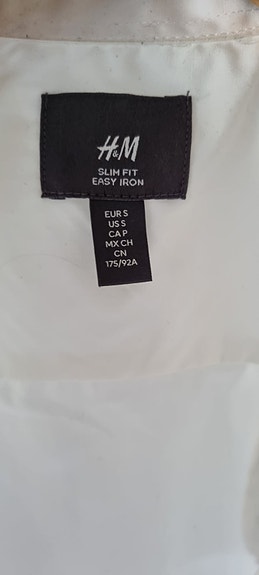 H&M
SLIM FIT
EASY IRON
EUR S
US S
CA P
MX CH
CN
175/92A